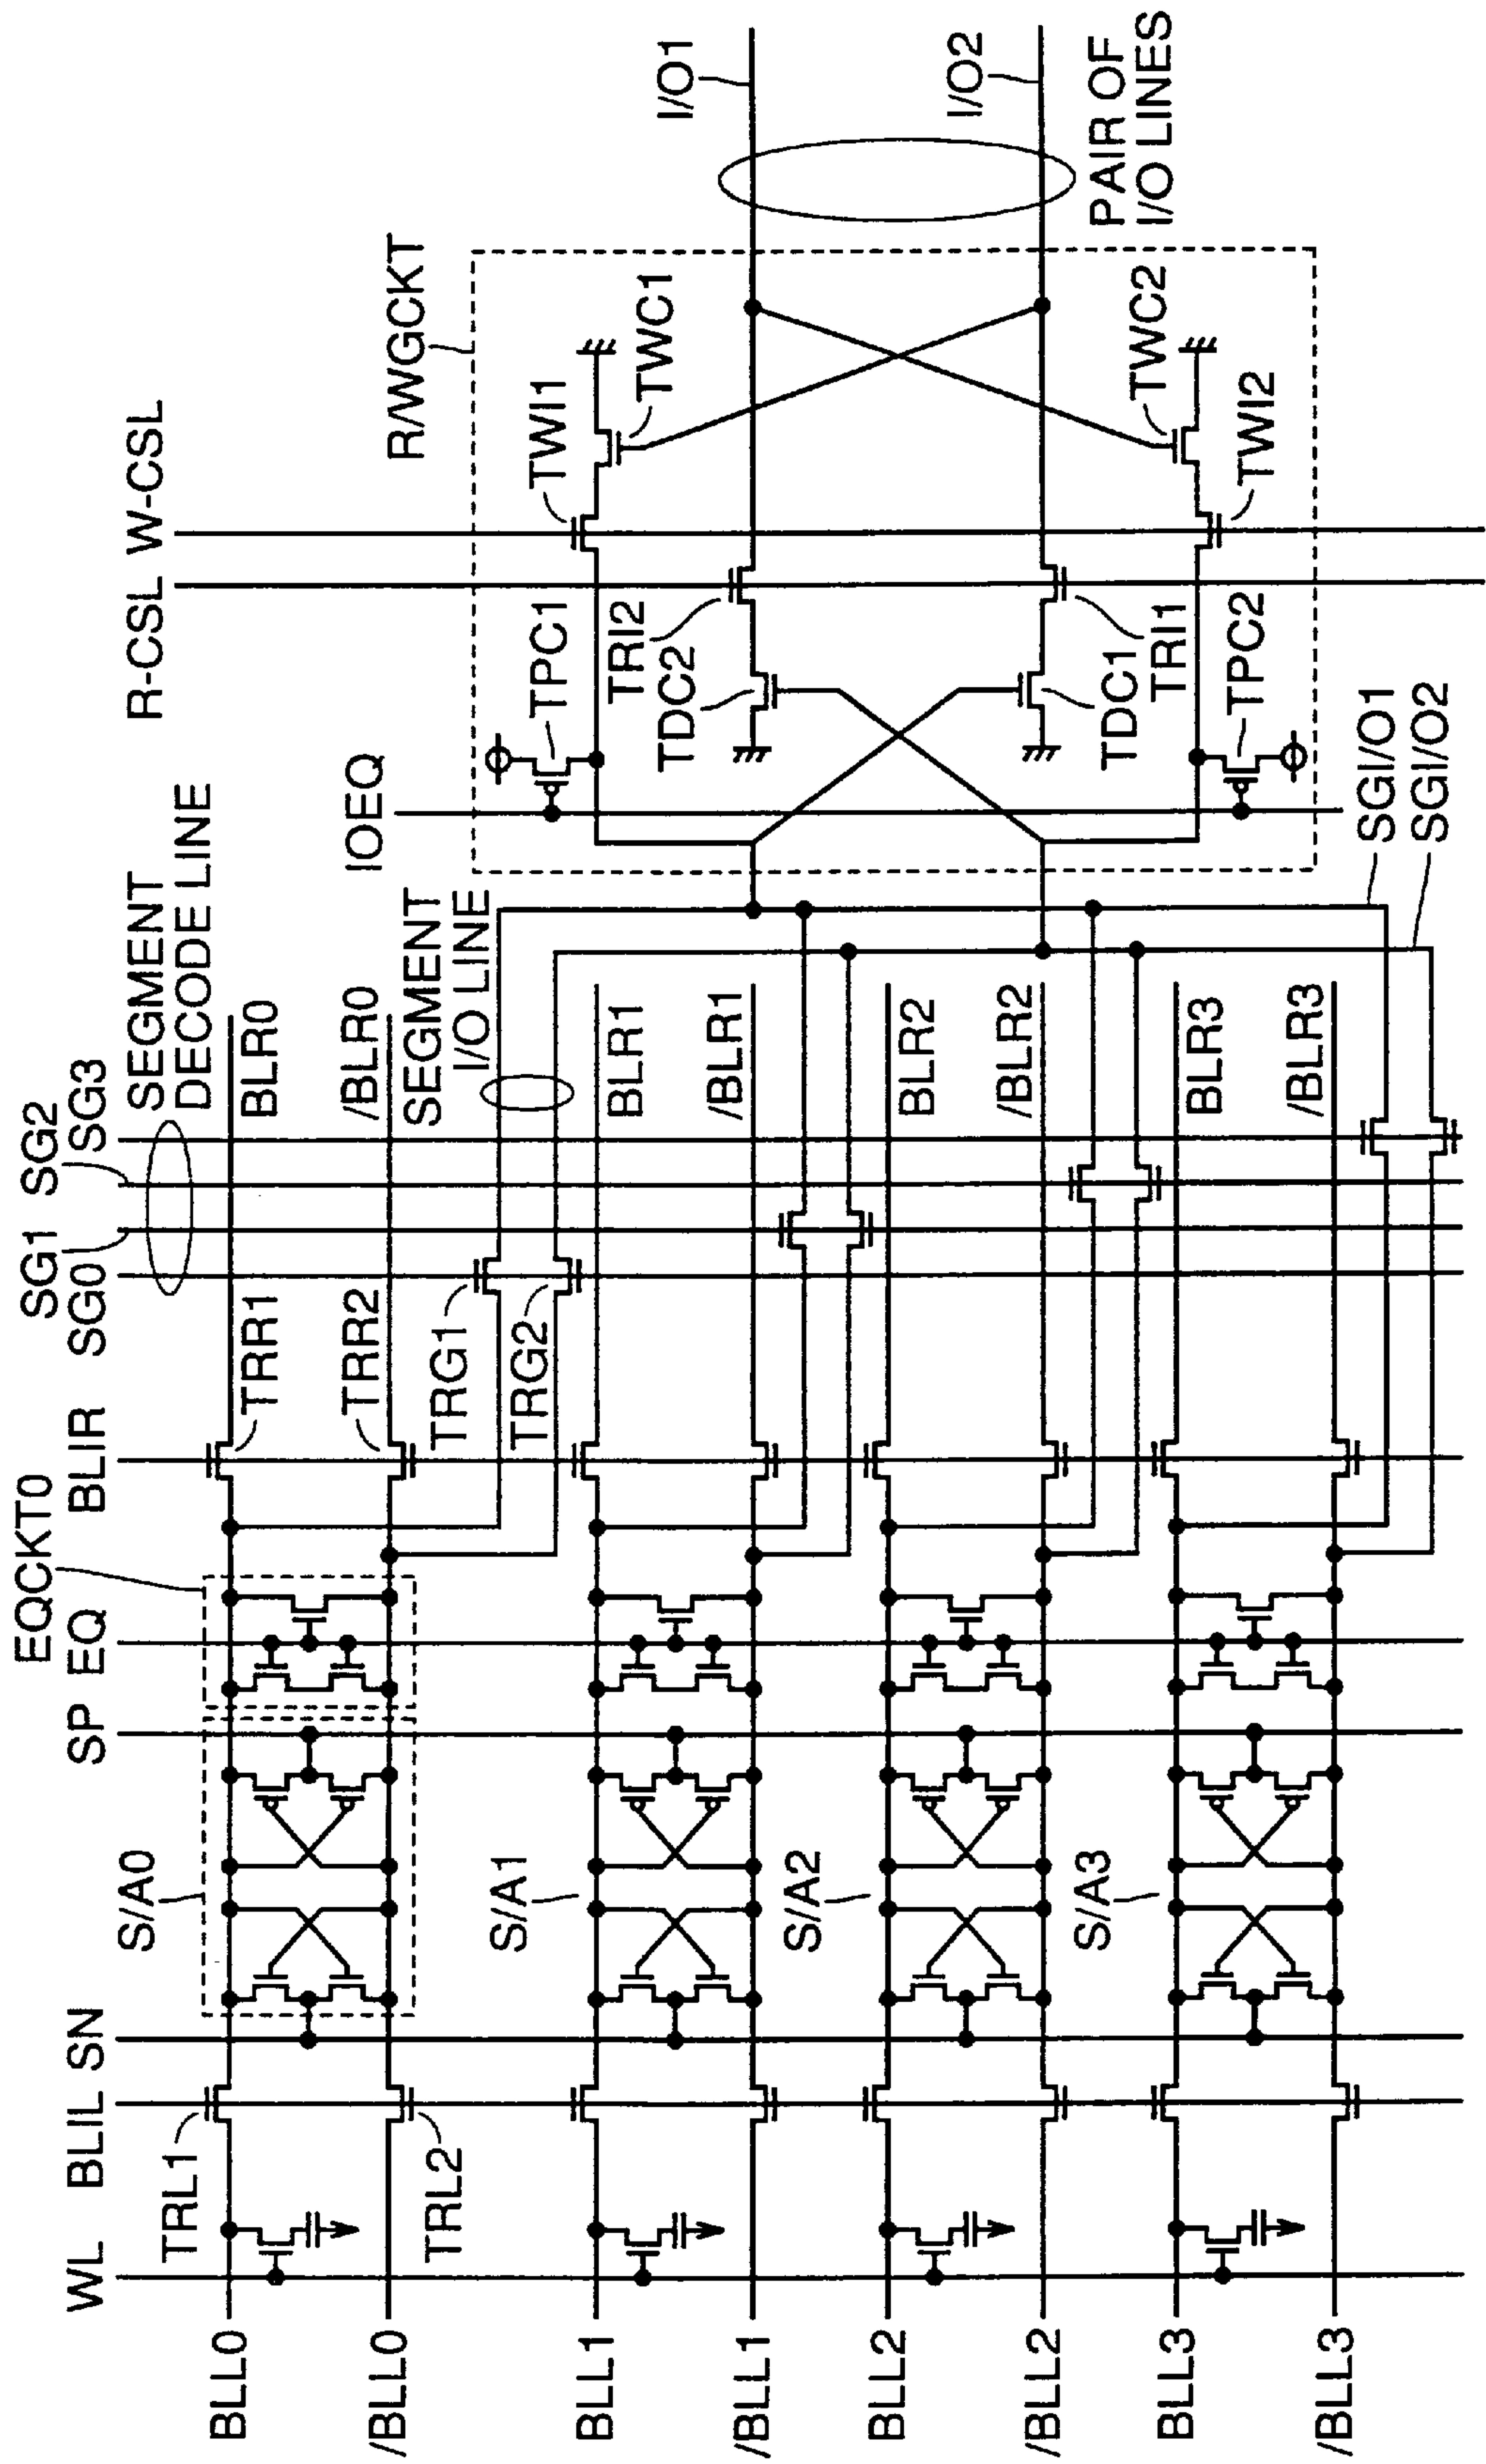 WL
BLIL
SN
SP
EQ
EQCKT0
BLIR
SG0
SG1
SG2
SG3
SEGMENT
DECODE LINE
IOEQ
R-CSL
W-CSL
R/WGCKT
TRL1
TRL2
S/A0
S/A1
S/A2
S/A3
TRR1
TRR2
TRG1
TRG2
BLR0
/BLR0
SEGMENT
I/O LINE
BLR1
/BLR1
BLR2
/BLR2
BLR3
/BLR3
TPC1
TWI1
TWC1
TRI2
TDC2
TDC1
TRI1
TPC2
TWC2
TWI2
I/O1
I/O2
PAIR OF
I/O LINES
SGI/O1
SGI/O2
BLL0
/BLL0
BLL1
/BLL1
BLL2
/BLL2
BLL3
/BLL3